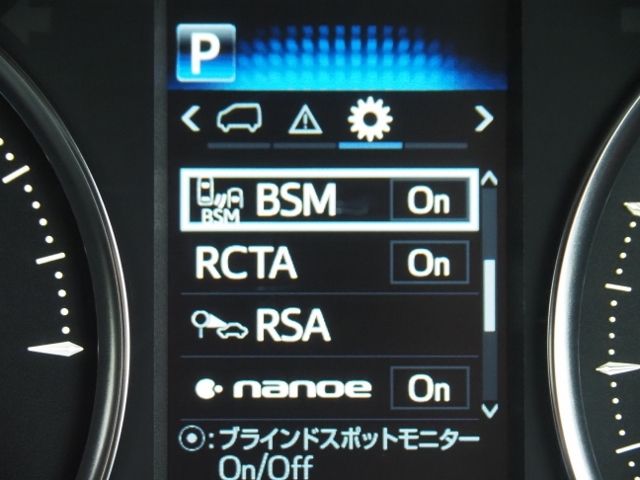 P
BSM BSM On
RCTA On
RSA
nanoe On
⦿:ブラインドスポットモニター
On/Off